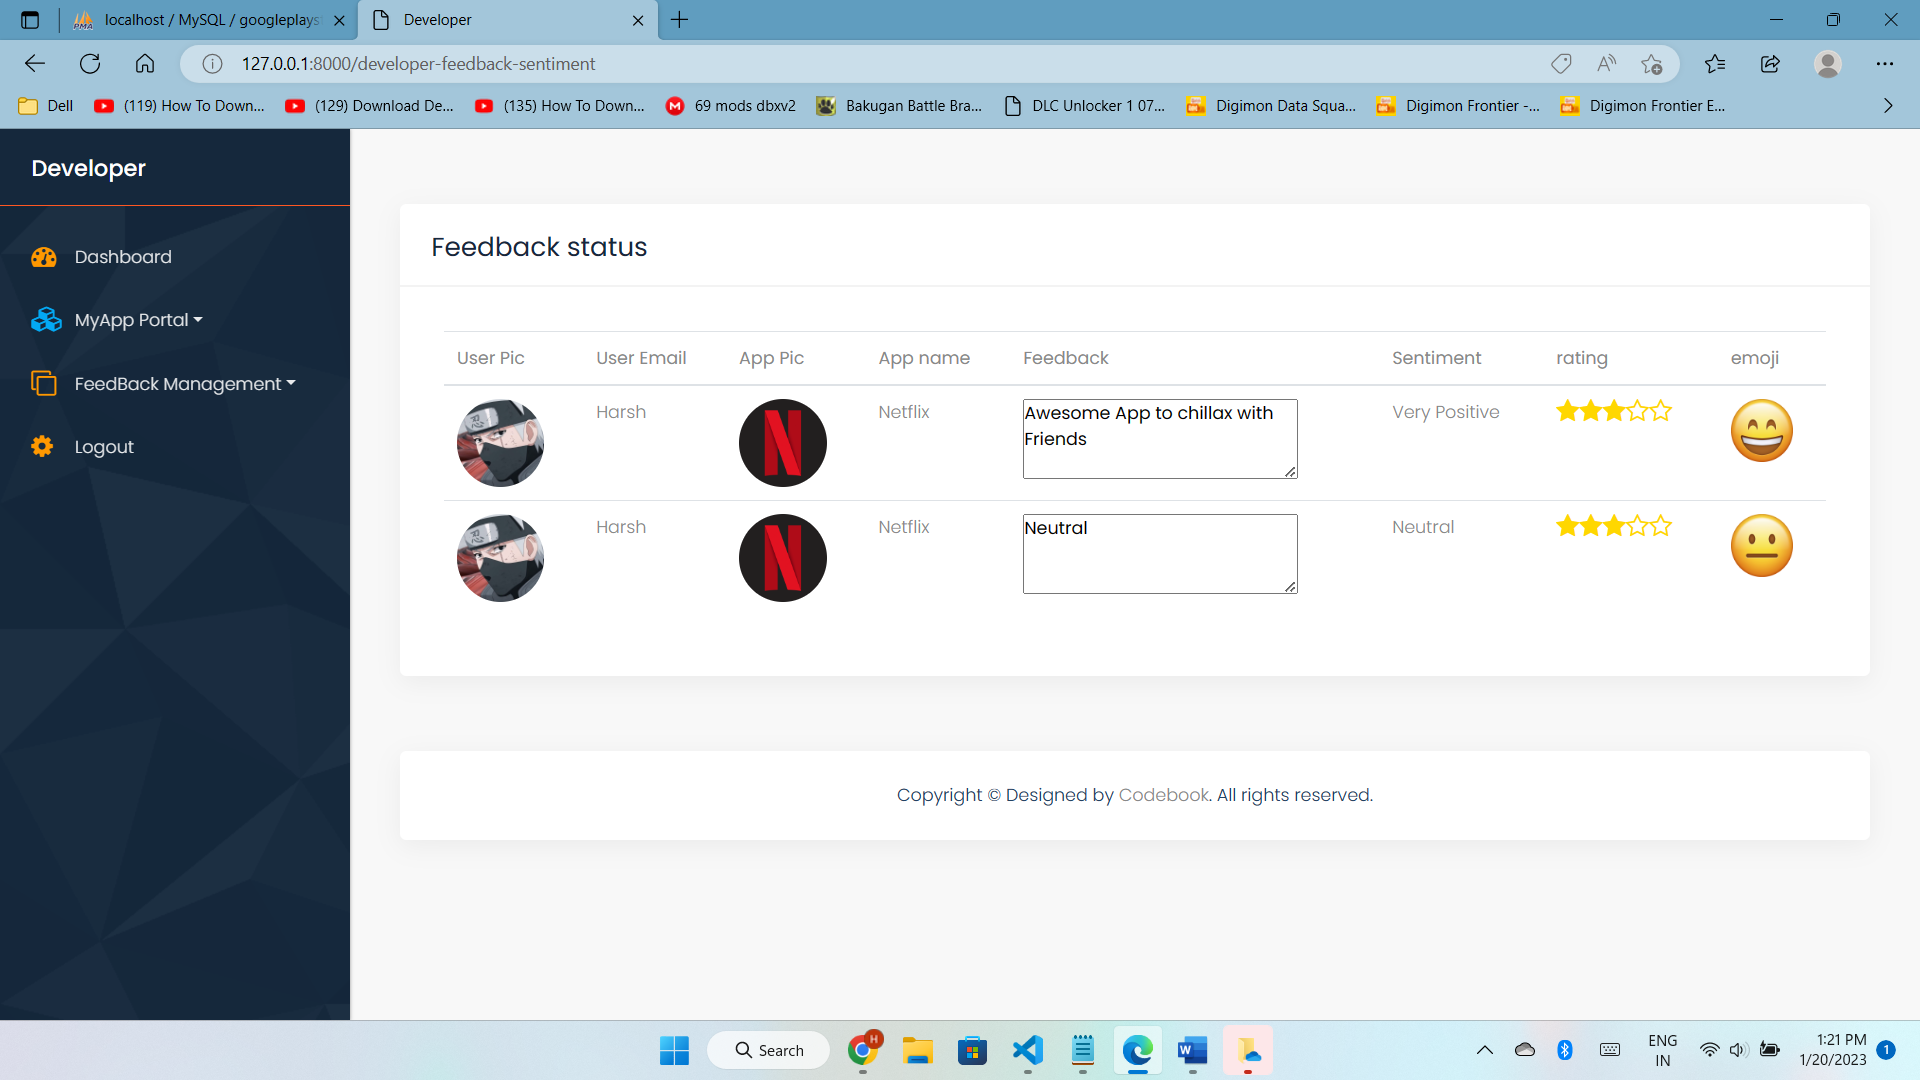 localhost / MySQL / googleplays
Developer
127.0.0.1:8000/developer-feedback-sentiment
Dell
(119) How To Down...
(129) Download De...
(135) How To Down...
69 mods dbxv2
Bakugan Battle Bra...
DLC Unlocker 1 07...
Digimon Data Squa...
Digimon Frontier -...
Digimon Frontier E...
Developer
Dashboard
MyApp Portal
FeedBack Management
Logout
Feedback status
User Pic User Email App Pic App name Feedback Sentiment rating emoji
Harsh Netflix Awesome App to chillax with Very Positive
Friends
Harsh Netflix Neutral Neutral
Copyright © Designed by Codebook. All rights reserved.
Search
ENG
IN
1:21 PM
1/20/2023
1